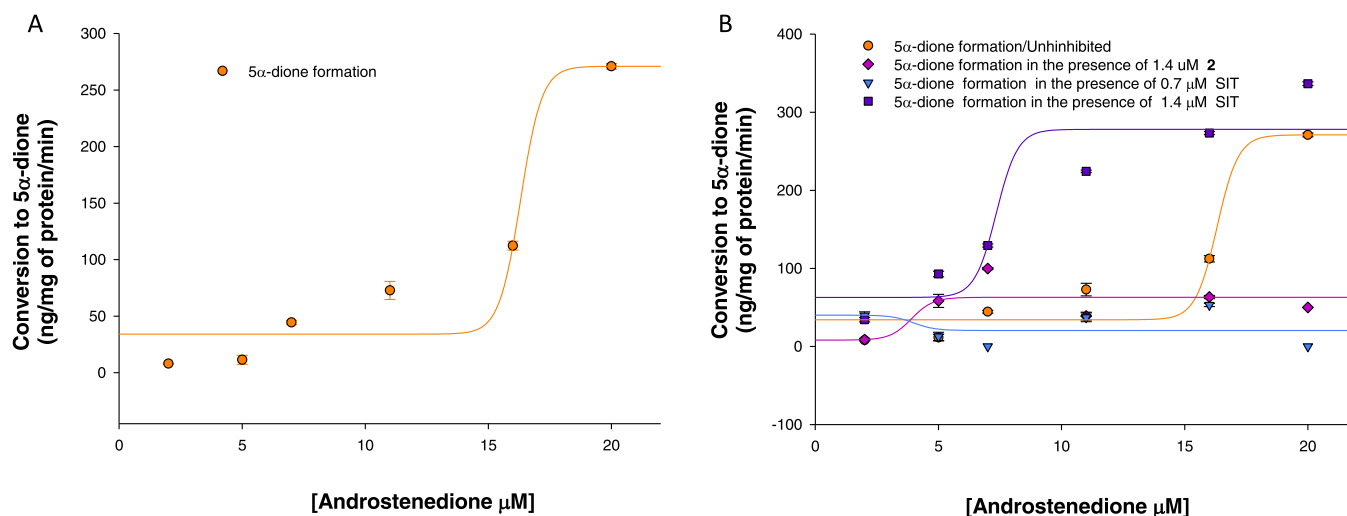 A
300
250
200
150
100
50
0
0
5
10
15
20
Conversion to 5α-dione
(ng/mg of protein/min)
[Androstenedione μM]
5α-dione formation
B
400
300
200
100
0
-100
0
5
10
15
20
Conversion to 5α-dione
(ng/mg of protein/min)
[Androstenedione μM]
5α-dione formation/Unhinhibited
5α-dione formation in the presence of 1.4 uM 2
5α-dione formation in the presence of 0.7 μM SIT
5α-dione formation in the presence of 1.4 μM SIT